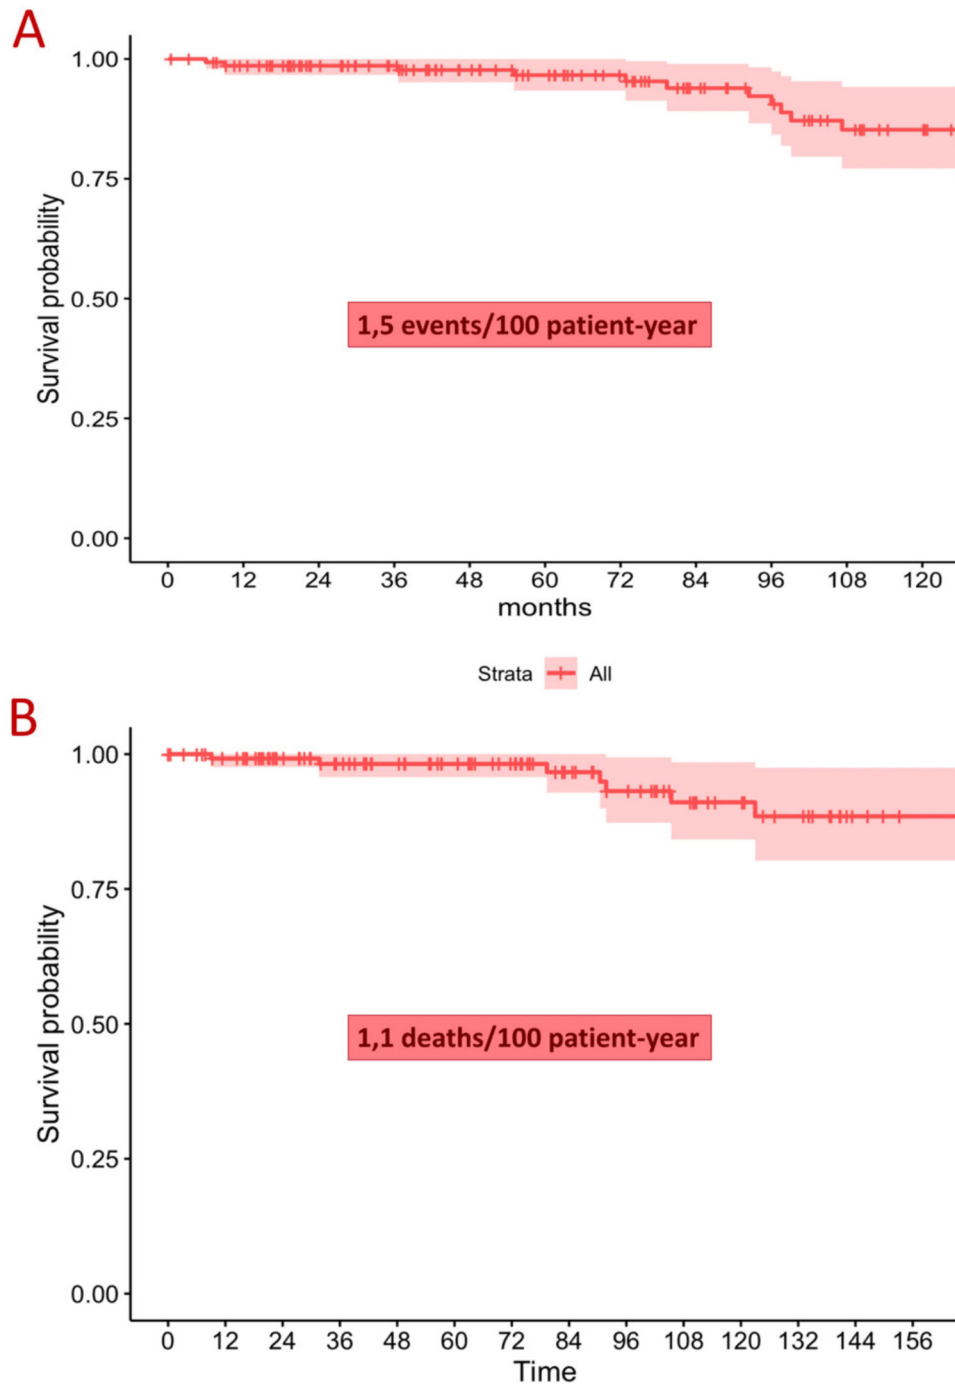 A
Survival probability
1.00
0.75
0.50
0.25
0.00
1,5 events/100 patient-year
0 12 24 36 48 60 72 84 96 108 120
months
Strata All
B
Survival probability
1.00
0.75
0.50
0.25
0.00
1,1 deaths/100 patient-year
0 12 24 36 48 60 72 84 96 108 120 132 144 156
Time